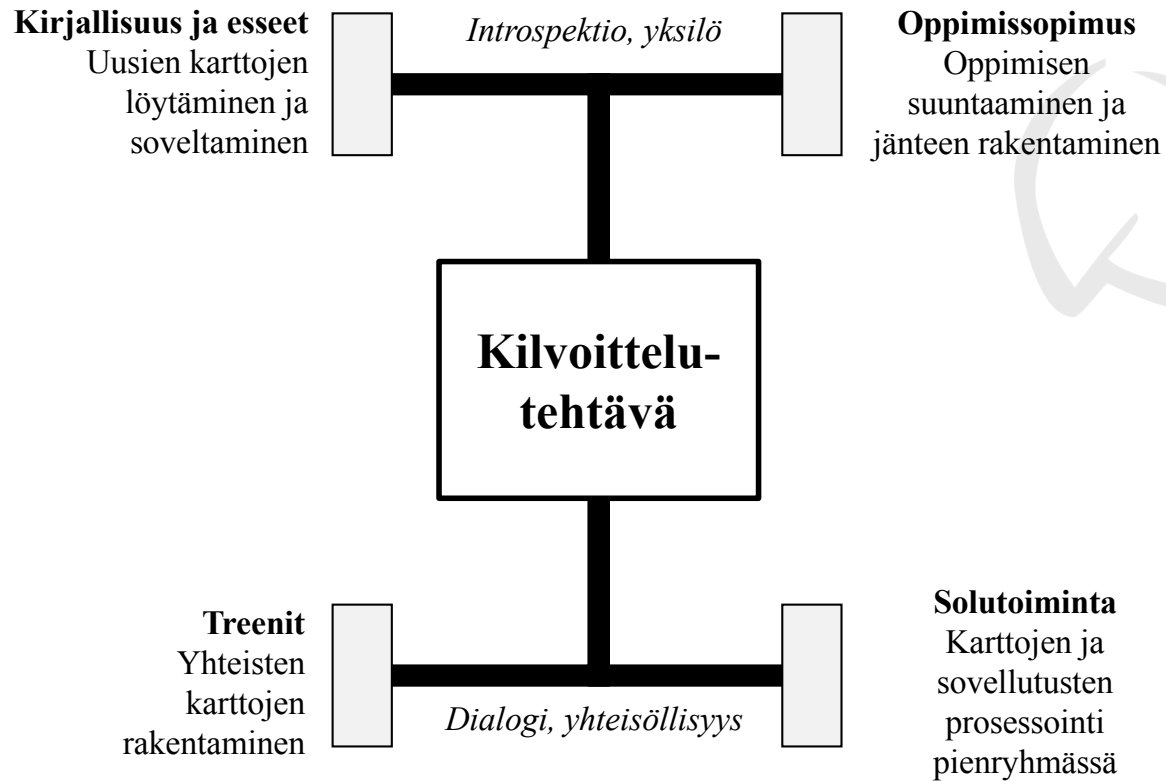 Kirjallisuus ja esseet
Uusien karttojen
löytäminen ja
soveltaminen
Introspektio, yksilö
Oppimissopimus
Oppimisen
suuntaaminen ja
jänteen rakentaminen
Kilvoittelu-
tehtävä
Treenit
Yhteisten
karttojen
rakentaminen
Dialogi, yhteisöllisyys
Solutoiminta
Karttojen ja
sovellutusten
prosessointi
pienryhmässä